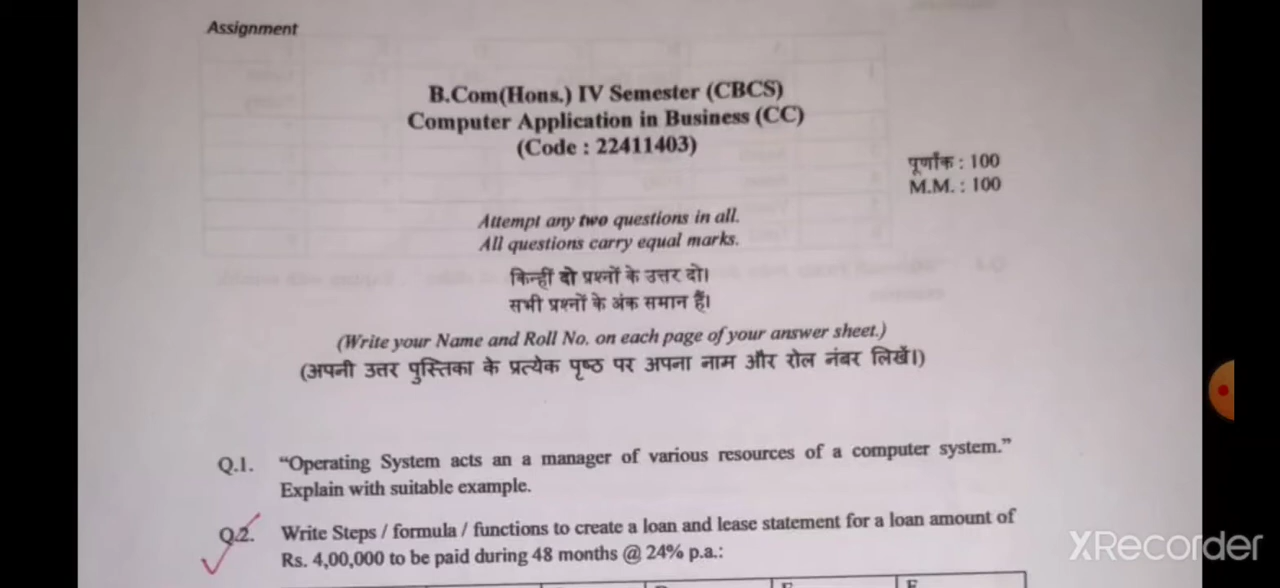 Assignment
B.Com(Hons.) IV Semester (CBCS)
Computer Application in Business (CC)
(Code : 22411403)
पूर्णांक : 100
M.M. : 100
Attempt any two questions in all.
All questions carry equal marks.
किन्हीं दो प्रश्नों के उत्तर दो।
सभी प्रश्नों के अंक समान हैं।
(Write your Name and Roll No. on each page of your answer sheet.)
(अपनी उत्तर पुस्तिका के प्रत्येक पृष्ठ पर अपना नाम और रोल नंबर लिखें।)
Q.1. “Operating System acts an a manager of various resources of a computer system.”
Explain with suitable example.
Q.2. Write Steps / formula / functions to create a loan and lease statement for a loan amount of
Rs. 4,00,000 to be paid during 48 months @ 24% p.a.:
XRecorder